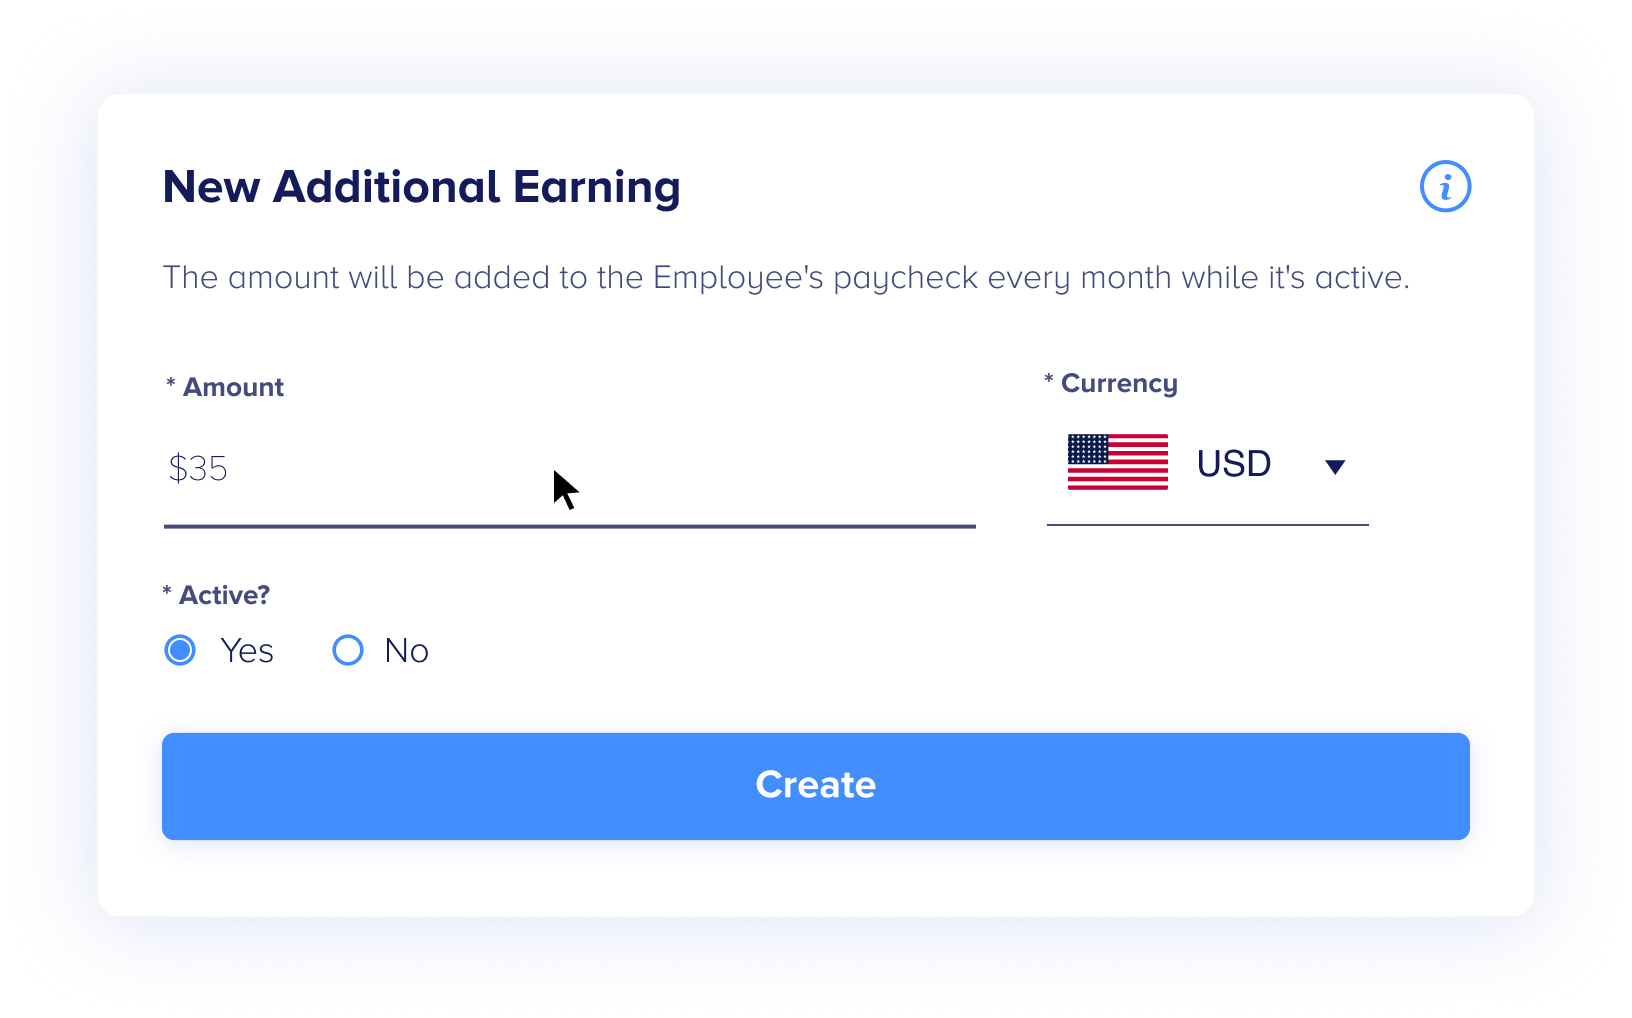 New Additional Earning
i
The amount will be added to the Employee's paycheck every month while it's active.
* Amount
* Currency
$35
USD
* Active?
Yes
No
Create